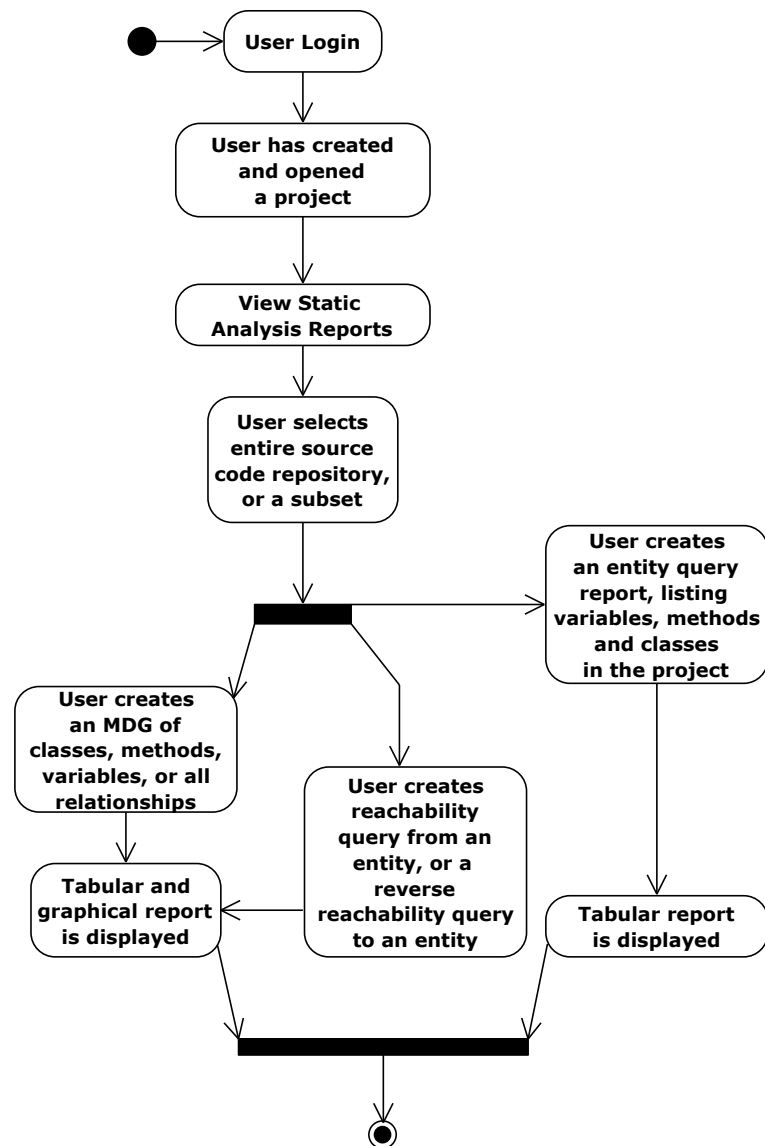 User Login
User has created
and opened
a project
View Static
Analysis Reports
User selects
entire source
code repository,
or a subset
User creates
an entity query
report, listing
variables, methods
and classes
in the project
User creates
an MDG of
classes, methods,
variables, or all
relationships
User creates
reachability
query from an
entity, or a
reverse
reachability query
to an entity
Tabular and
graphical report
is displayed
Tabular report
is displayed